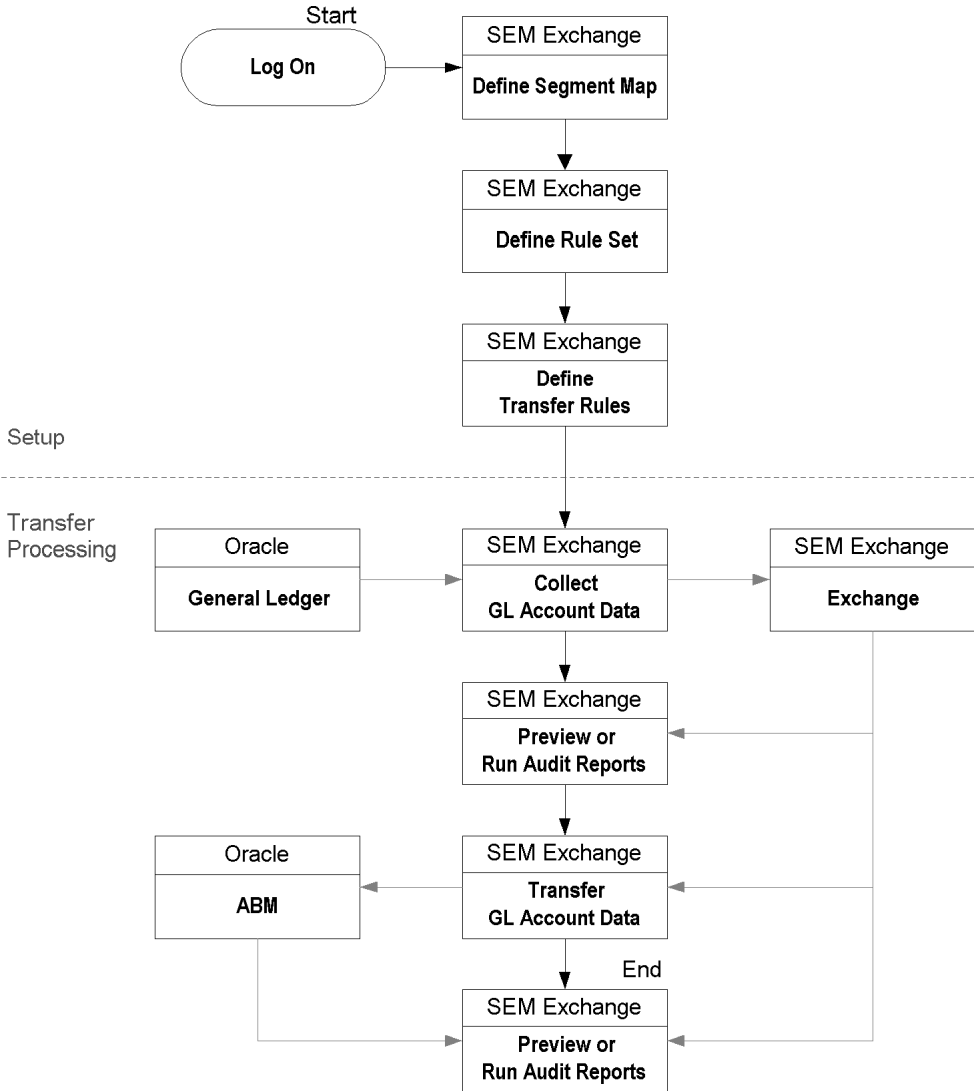 Start
Log On
SEM Exchange
Define Segment Map
SEM Exchange
Define Rule Set
SEM Exchange
Define
Transfer Rules
Setup
Transfer
Processing
Oracle
General Ledger
SEM Exchange
Collect
GL Account Data
SEM Exchange
Exchange
SEM Exchange
Preview or
Run Audit Reports
Oracle
ABM
SEM Exchange
Transfer
GL Account Data
End
SEM Exchange
Preview or
Run Audit Reports